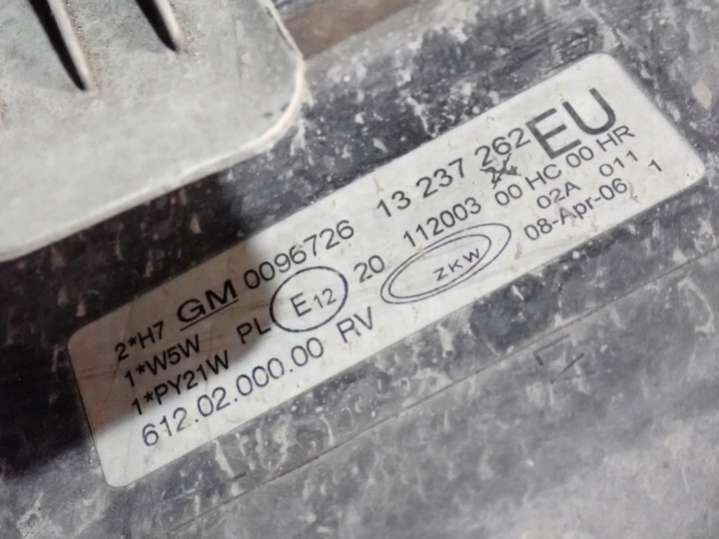 2*H7 GM 0096726 13 237 262 EU
1*W5W PL E12 20 112003 00 HC 00 HR
1*PY21W ZKW 02A 011
612.02.000.00 RV 08-Apr-06 1